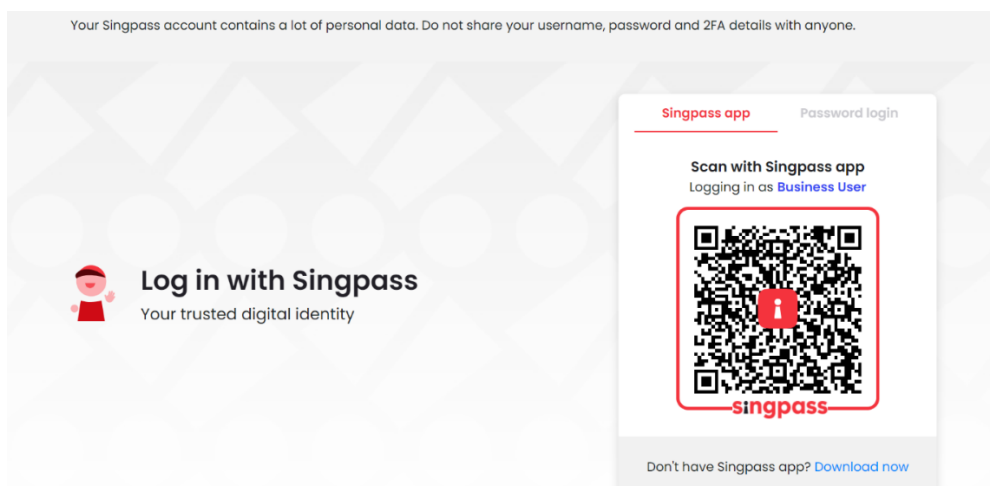 Your Singpass account contains a lot of personal data. Do not share your username, password and 2FA details with anyone.
Singpass app
Password login
Scan with Singpass app
Logging in as Business User
singpass
Log in with Singpass
Your trusted digital identity
Don't have Singpass app? Download now